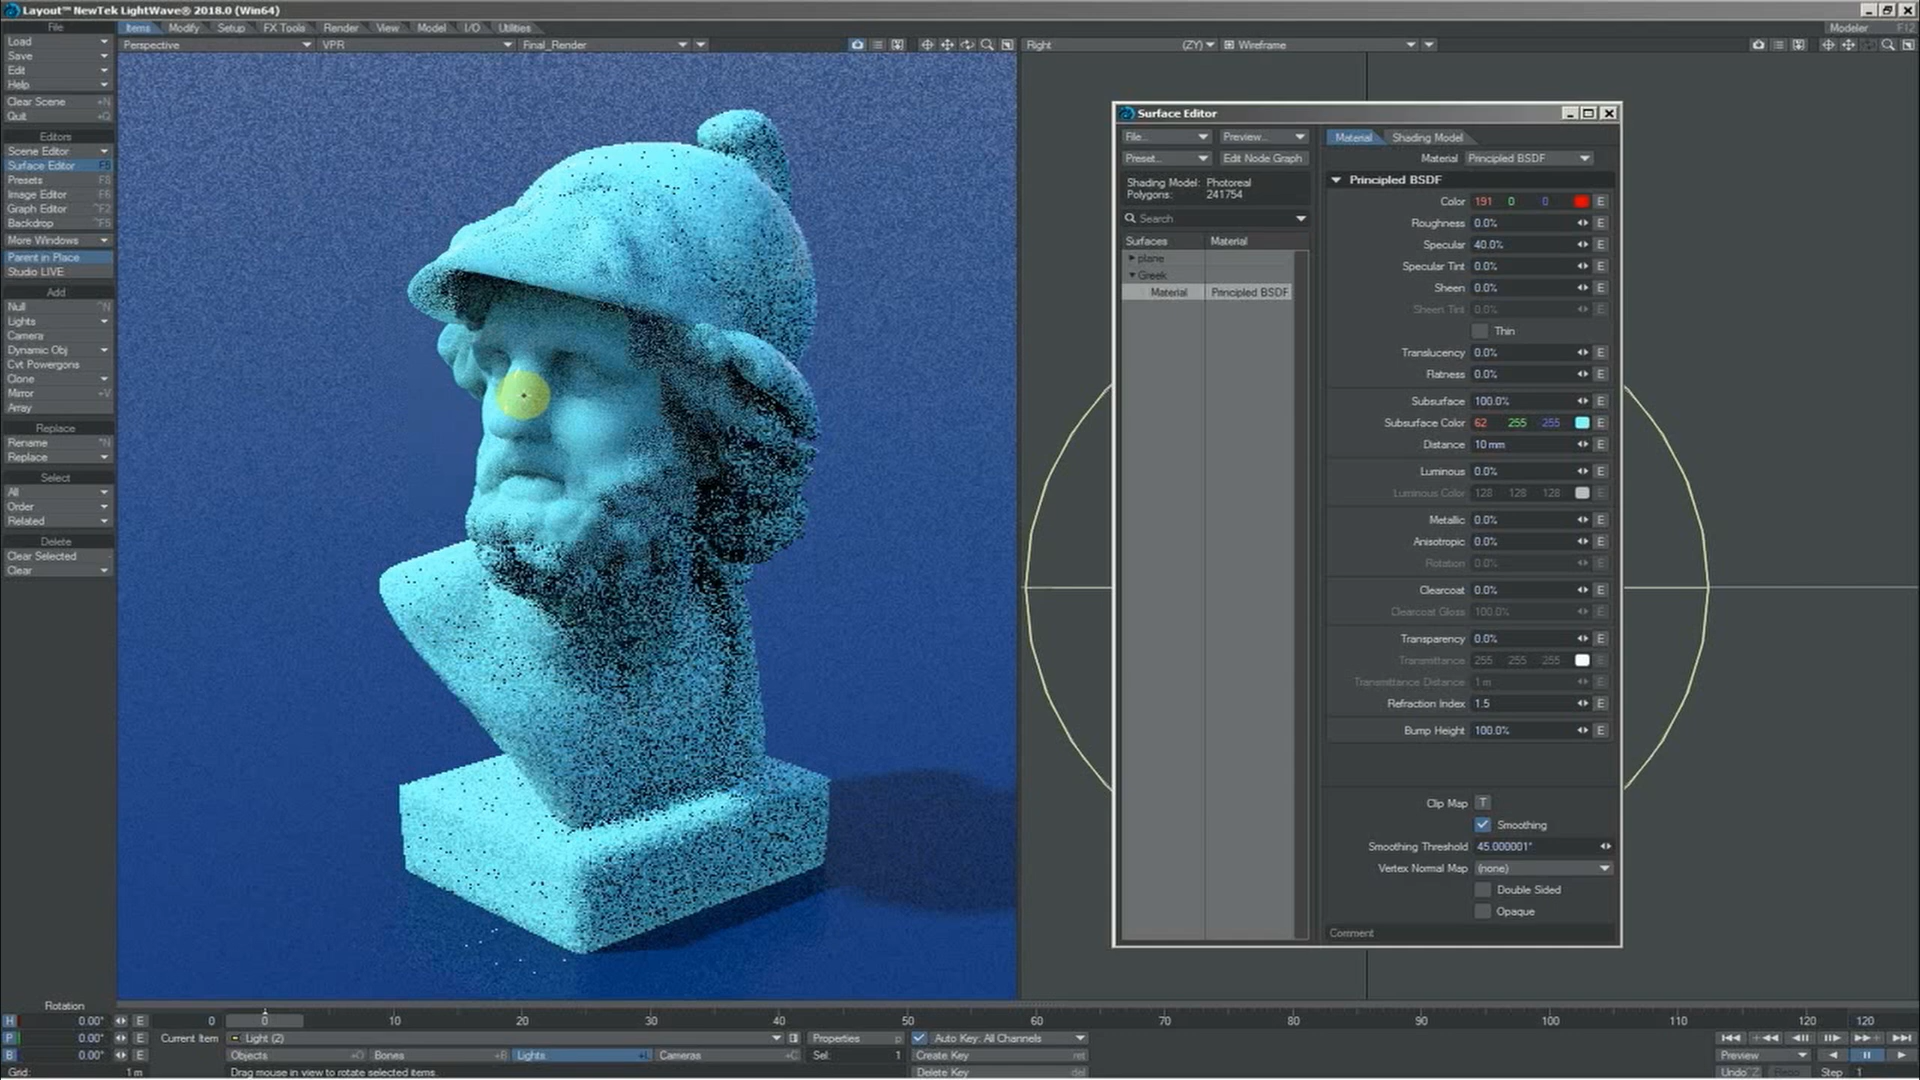 Layout™ NewTek LightWave® 2018.0 (Win64)
File Items Modify Setup FX Tools Render View Model I/O Utilities Modeler F12
Perspective VPR Final_Render Right (ZY) Wireframe
Load
Save
Edit
Help
Clear Scene +N
Quit +Q
Editors
Scene Editor
Surface Editor F5
Presets F8
Image Editor F6
Graph Editor ^F2
Backdrop ^F5
More Windows
Parent in Place
Studio LIVE
Add
Null ^N
Lights
Camera
Dynamic Obj
Cvt Powergons
Clone
Mirror +V
Array
Replace
Rename ^N
Replace
Select
All
Order
Related
Delete
Clear Selected -
Clear
Surface Editor
File... Preview...
Preset... Edit Node Graph
Shading Model: Photoreal
Polygons: 241754
Search
Surfaces Material
plane
Greek
Material Principled BSDF
Material Shading Model
Material Principled BSDF
Principled BSDF
Color 191 0 0 E
Roughness 0.0% E
Specular 40.0% E
Specular Tint 0.0% E
Sheen 0.0% E
Sheen Tint 0.0% E
Thin
Translucency 0.0% E
Flatness 0.0% E
Subsurface 100.0% E
Subsurface Color 62 255 255 E
Distance 10 mm E
Luminous 0.0% E
Luminous Color 128 128 128 E
Metallic 0.0% E
Anisotropic 0.0% E
Rotation 0.0% E
Clearcoat 0.0% E
Clearcoat Gloss 100.0% E
Transparency 0.0% E
Transmittance 255 255 255 E
Transmittance Distance 1 m E
Refraction Index 1.5 E
Bump Height 100.0% E
Clip Map T
Smoothing
Smoothing Threshold 45.000001°
Vertex Normal Map (none)
Double Sided
Opaque
Comment
Rotation
H 0.00° E 0 0 10 20 30 40 50 60 70 80 90 100 110 120 120
P 0.00° E Current Item Light (2) Properties p Auto Key: All Channels
B 0.00° E Objects +O Bones +B Lights +L Cameras +C Sel: 1 Create Key ret Preview
Grid: 1 m Drag mouse in view to rotate selected items. Delete Key del Undo ^Z Redo Step 1